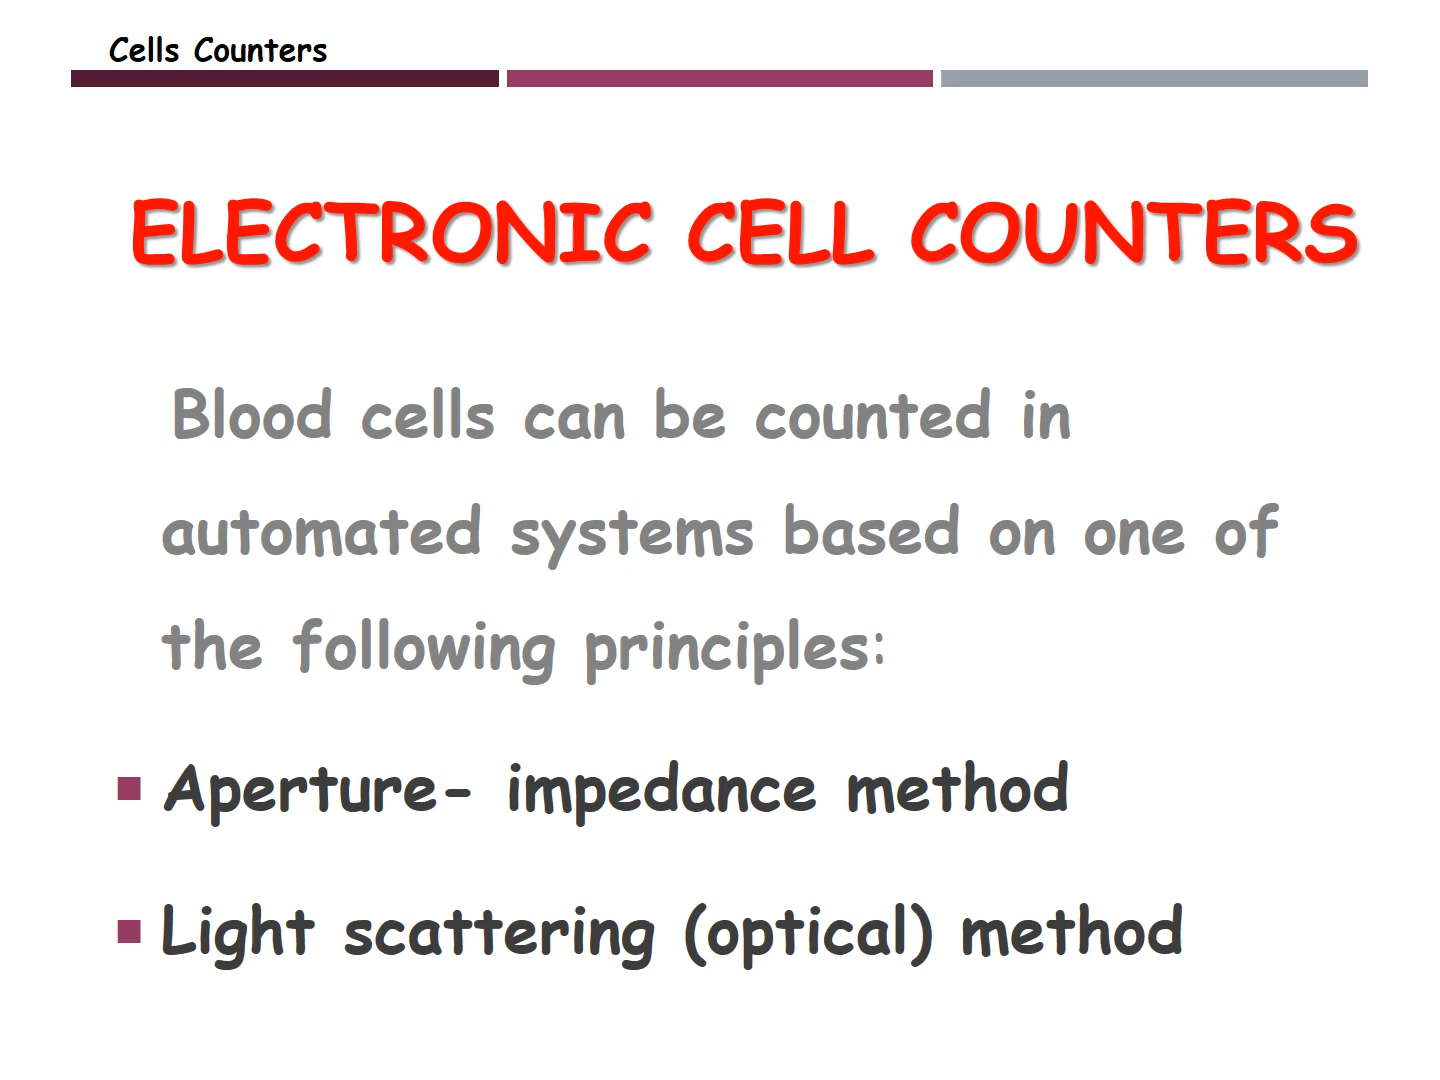 Cells Counters
ELECTRONIC CELL COUNTERS
Blood cells can be counted in
automated systems based on one of
the following principles:
▪ Aperture- impedance method
▪ Light scattering (optical) method